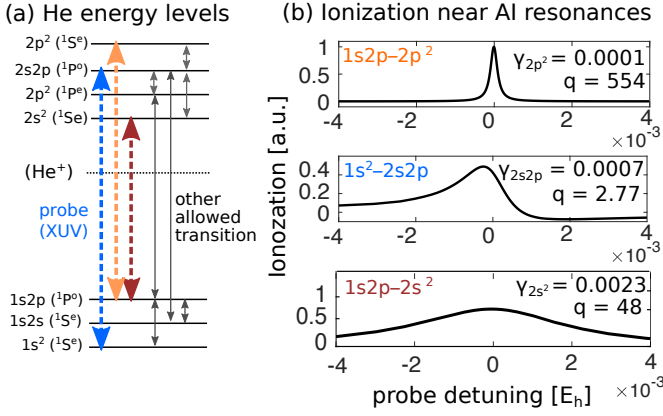 (a) He energy levels
2p² (¹Sᵉ)
2s2p (¹Pᵒ)
2p² (¹Pᵉ)
2s² (¹Se)
(He⁺)
probe
(XUV)
other
allowed
transition
1s2p (¹Pᵒ)
1s2s (¹Sᵉ)
1s² (¹Sᵉ)
(b) Ionization near AI resonances
Ionozation [a.u.]
1s2p–2p²
γ₂ₚ² = 0.0001
q = 554
1
0.5
0
-4 -2 0 2 4
×10⁻³
1s²–2s2p
γ₂ₛ₂ₚ = 0.0007
q = 2.77
0.4
0.2
0
-4 -2 0 2 4
×10⁻³
1s2p–2s²
γ₂ₛ² = 0.0023
q = 48
1
0.5
0
-4 -2 0 2 4
×10⁻³
probe detuning [Eₕ]